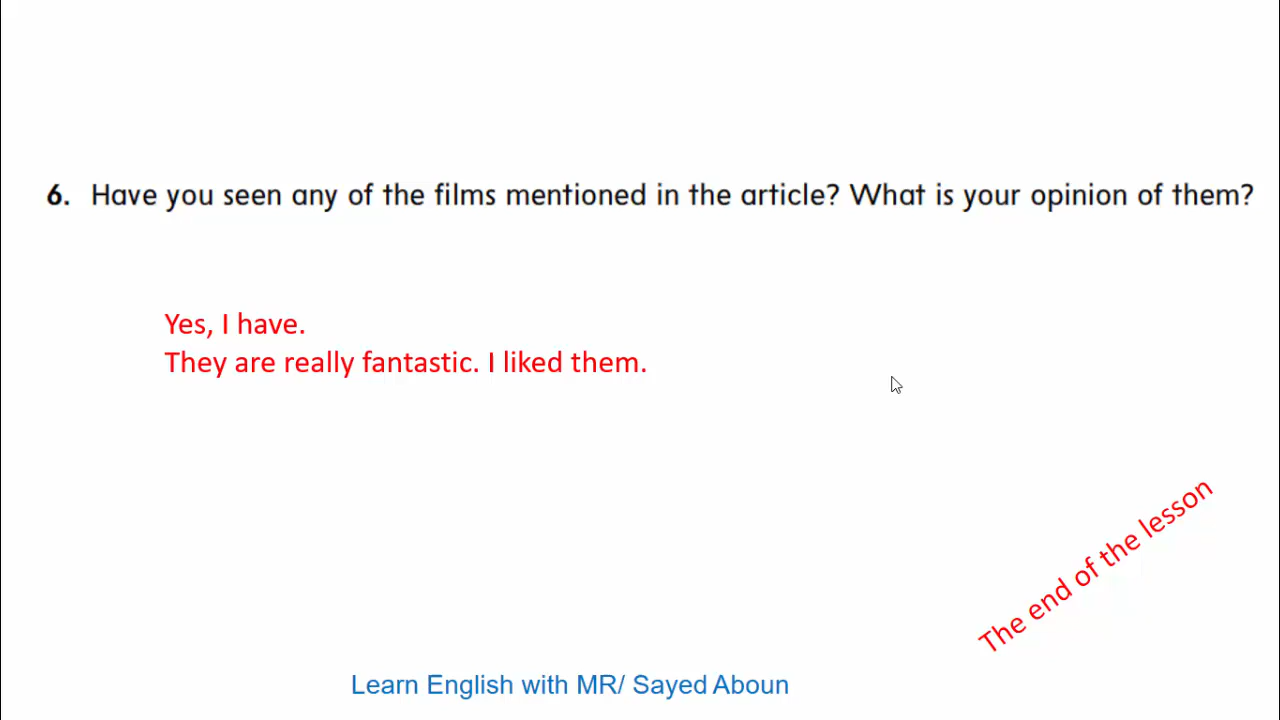 6. Have you seen any of the films mentioned in the article? What is your opinion of them?
Yes, I have.
They are really fantastic. I liked them.
The end of the lesson
Learn English with MR/ Sayed Aboun